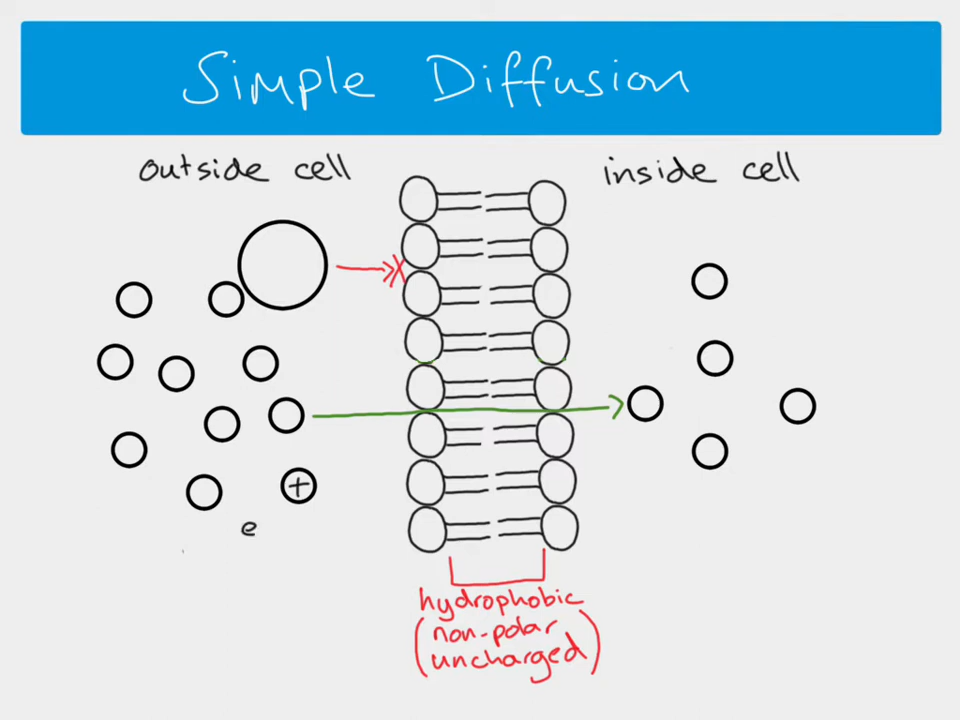 Simple Diffusion
outside cell
inside cell
+
e
hydrophobic
(non-polar
uncharged)